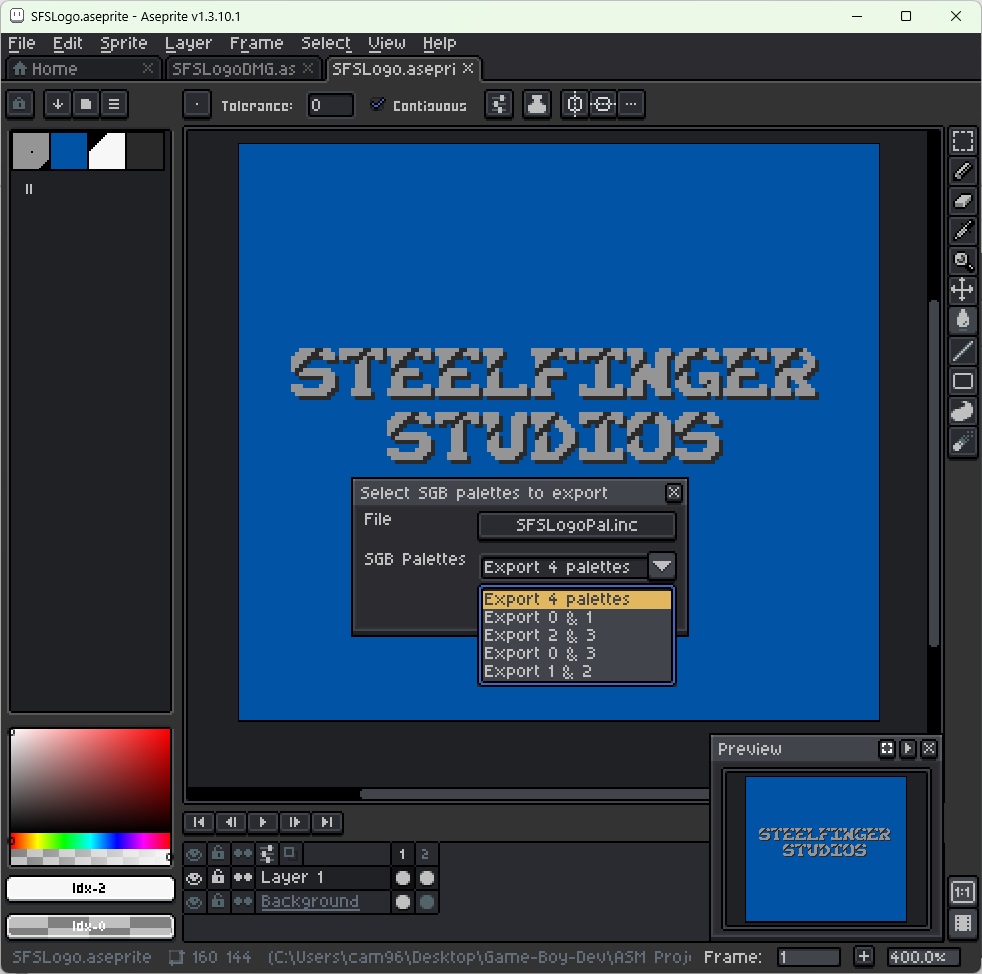 SFSLogo.aseprite - Aseprite v1.3.10.1
File Edit Sprite Layer Frame Select View Help
Home SFSLogoDMG.as SFSLogo.asepri
Tolerance: 0 Contiguous
STEELFINGER
STUDIOS
Select SGB palettes to export
File SFSLogoPal.inc
SGB Palettes Export 4 palettes
Export 4 palettes
Export 0 & 1
Export 2 & 3
Export 0 & 3
Export 1 & 2
Preview
STEELFINGER
STUDIOS
1 2
Layer 1
Background
Idx-2
Idx-0
1:1
SFSLogo.aseprite 160 144 (C:\Users\cam96\Desktop\Game-Boy-Dev\ASM Proj Frame: 1 + 400.0%